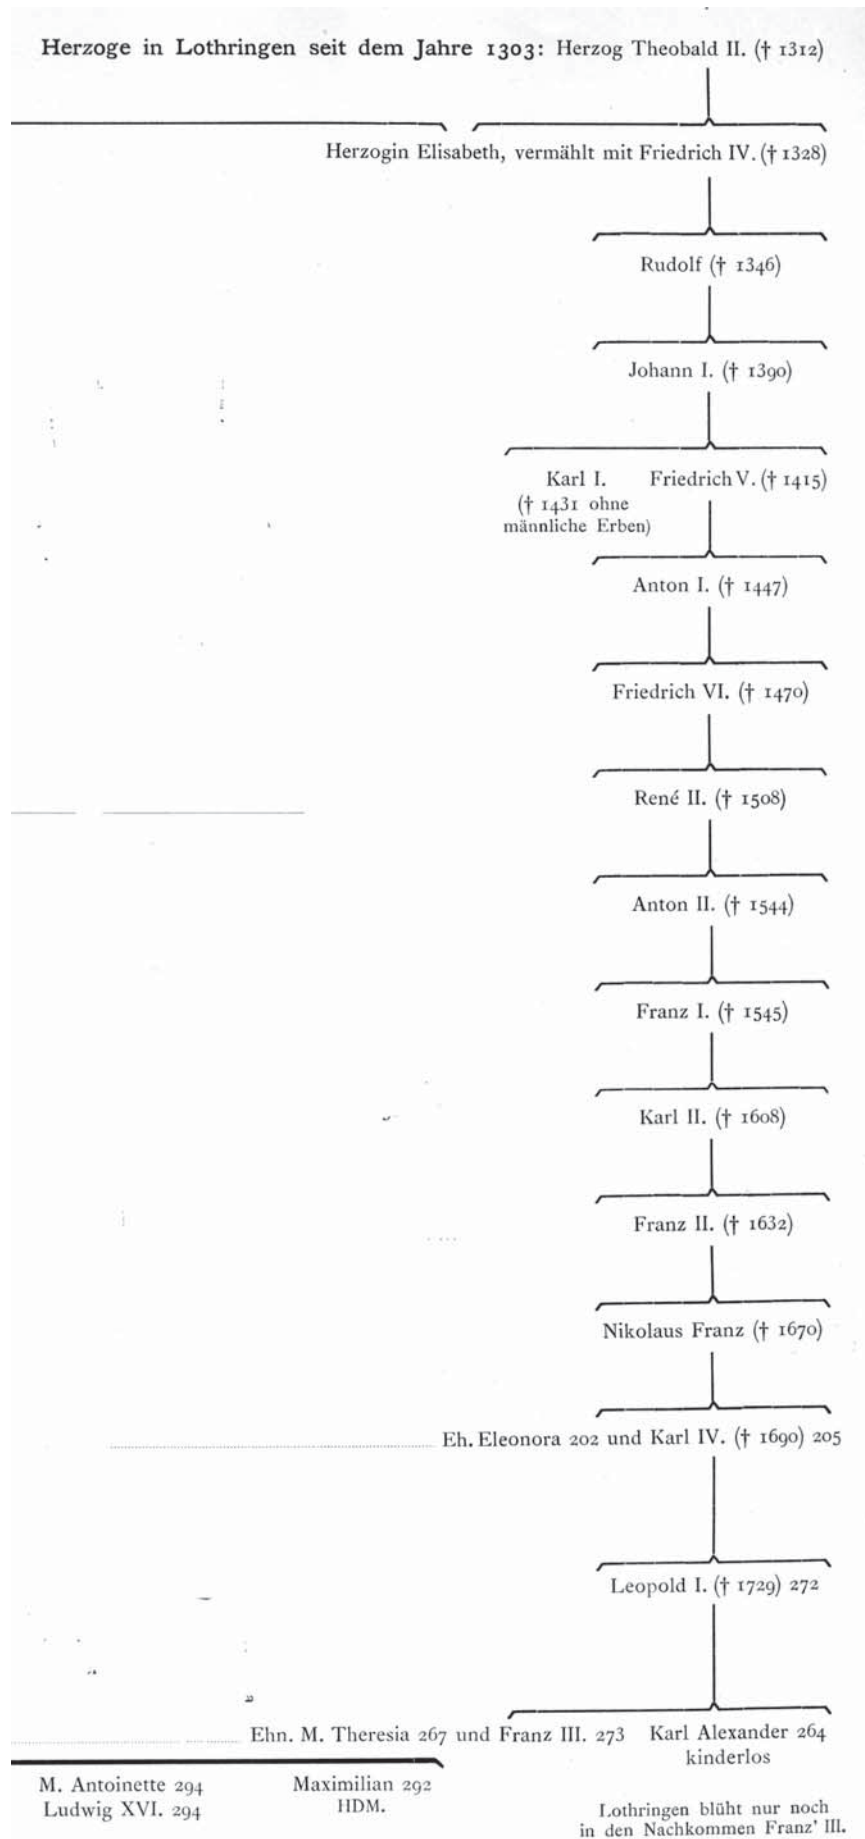 Herzoge in Lothringen seit dem Jahre 1303: Herzog Theobald II. († 1312)
Herzogin Elisabeth, vermählt mit Friedrich IV. († 1328)
Rudolf († 1346)
Johann I. († 1390)
Karl I. Friedrich V. († 1415)
(† 1431 ohne
männliche Erben)
Anton I. († 1447)
Friedrich VI. († 1470)
René II. († 1508)
Anton II. († 1544)
Franz I. († 1545)
Karl II. († 1608)
Franz II. († 1632)
Nikolaus Franz († 1670)
Eh. Eleonora 202 und Karl IV. († 1690) 205
Leopold I. († 1729) 272
Ehn. M. Theresia 267 und Franz III. 273 Karl Alexander 264
kinderlos
M. Antoinette 294 Maximilian 292
Ludwig XVI. 294 HDM.
Lothringen blüht nur noch
in den Nachkommen Franz' III.